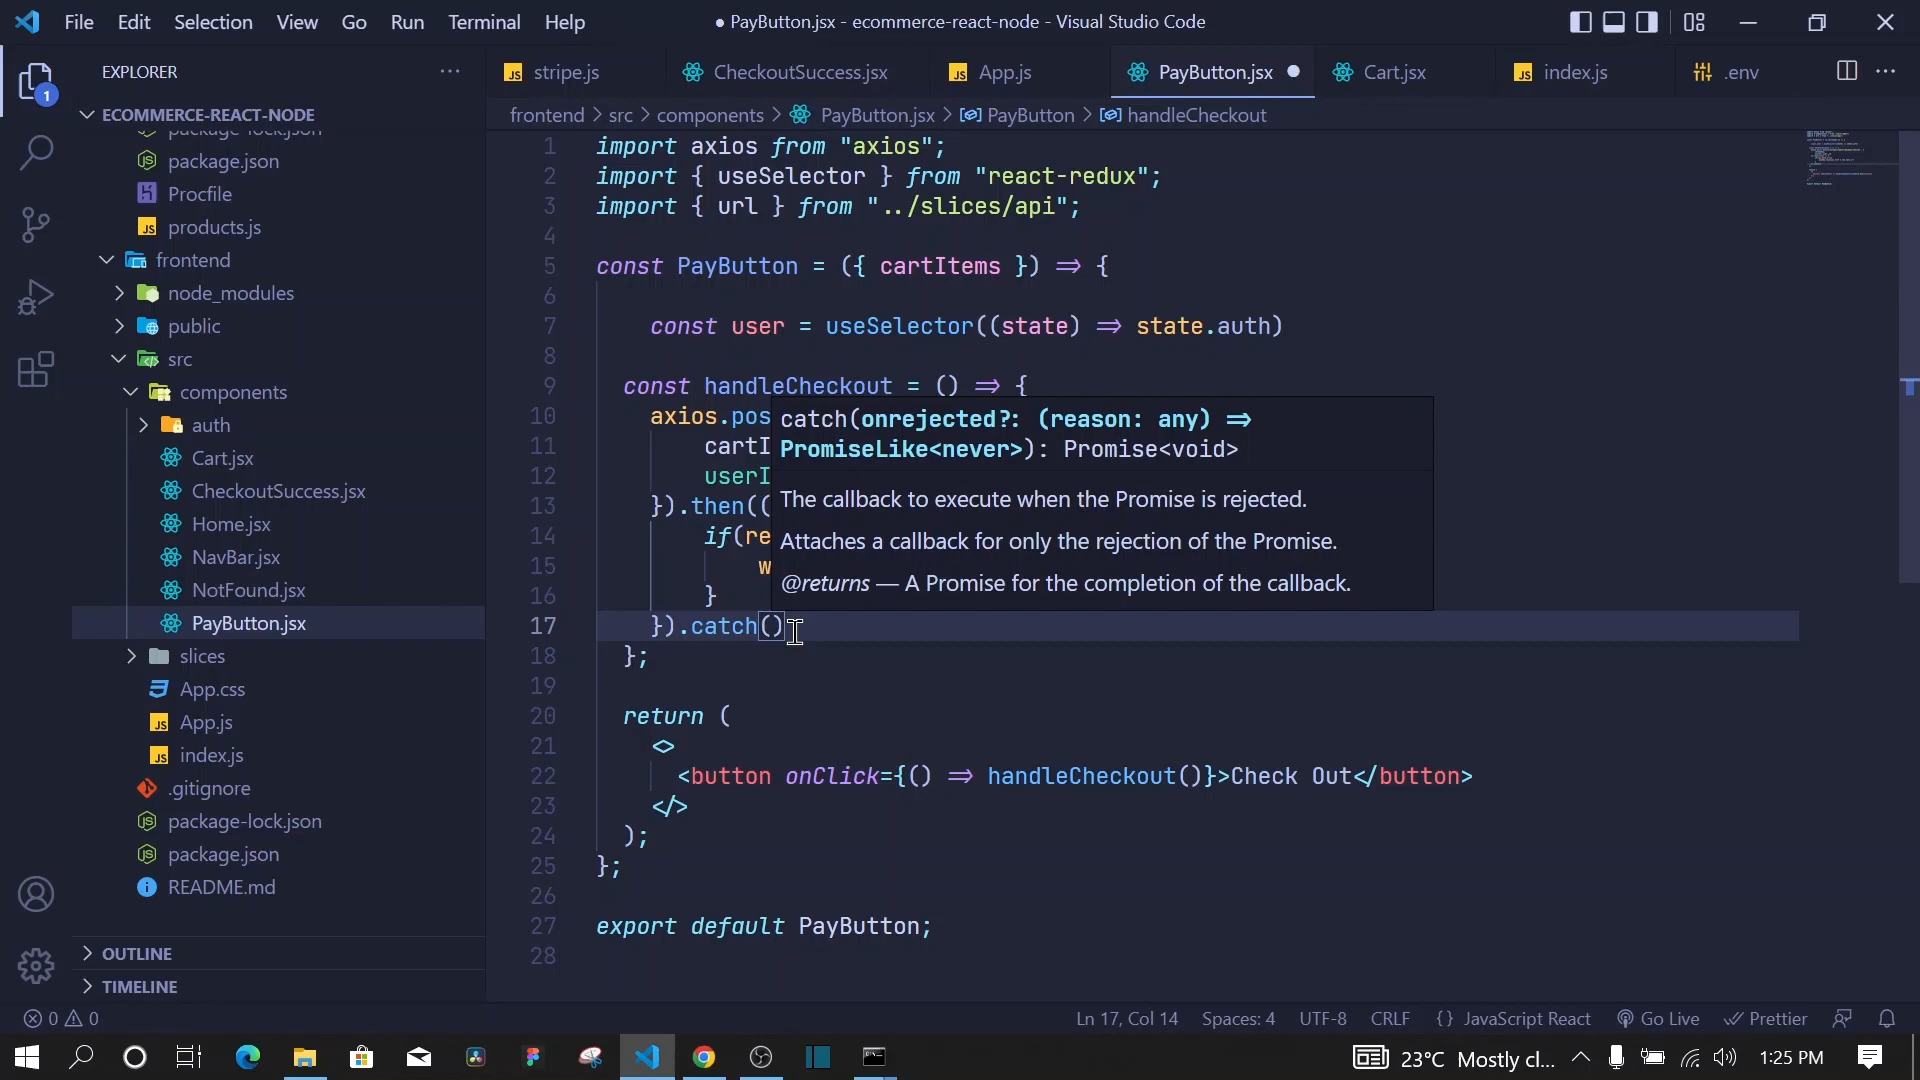 File Edit Selection View Go Run Terminal Help
● PayButton.jsx - ecommerce-react-node - Visual Studio Code
EXPLORER
1
ECOMMERCE-REACT-NODE
package-lock.json
package.json
Procfile
products.js
frontend
node_modules
public
src
components
auth
Cart.jsx
CheckoutSuccess.jsx
Home.jsx
NavBar.jsx
NotFound.jsx
PayButton.jsx
slices
App.css
App.js
index.js
.gitignore
package-lock.json
package.json
README.md
OUTLINE
TIMELINE
stripe.js CheckoutSuccess.jsx App.js PayButton.jsx Cart.jsx index.js .env
frontend > src > components > PayButton.jsx > PayButton > handleCheckout
1 import axios from "axios";
2 import { useSelector } from "react-redux";
3 import { url } from "../slices/api";
4
5 const PayButton = ({ cartItems }) => {
6
7 const user = useSelector((state) => state.auth)
8
9 const handleCheckout = () => {
10 axios.pos
11 cartI
12 userI
13 }).then((
14 if(re
15 w
16 }
17 }).catch()
18 };
19
20 return (
21 <>
22 <button onClick={() => handleCheckout()}>Check Out</button>
23 </>
24 );
25 };
26
27 export default PayButton;
28
catch(onrejected?: (reason: any) =>
PromiseLike<never>): Promise<void>
The callback to execute when the Promise is rejected.
Attaches a callback for only the rejection of the Promise.
@returns — A Promise for the completion of the callback.
0 0
Ln 17, Col 14 Spaces: 4 UTF-8 CRLF {} JavaScript React Go Live Prettier
23°C Mostly cl... 1:25 PM